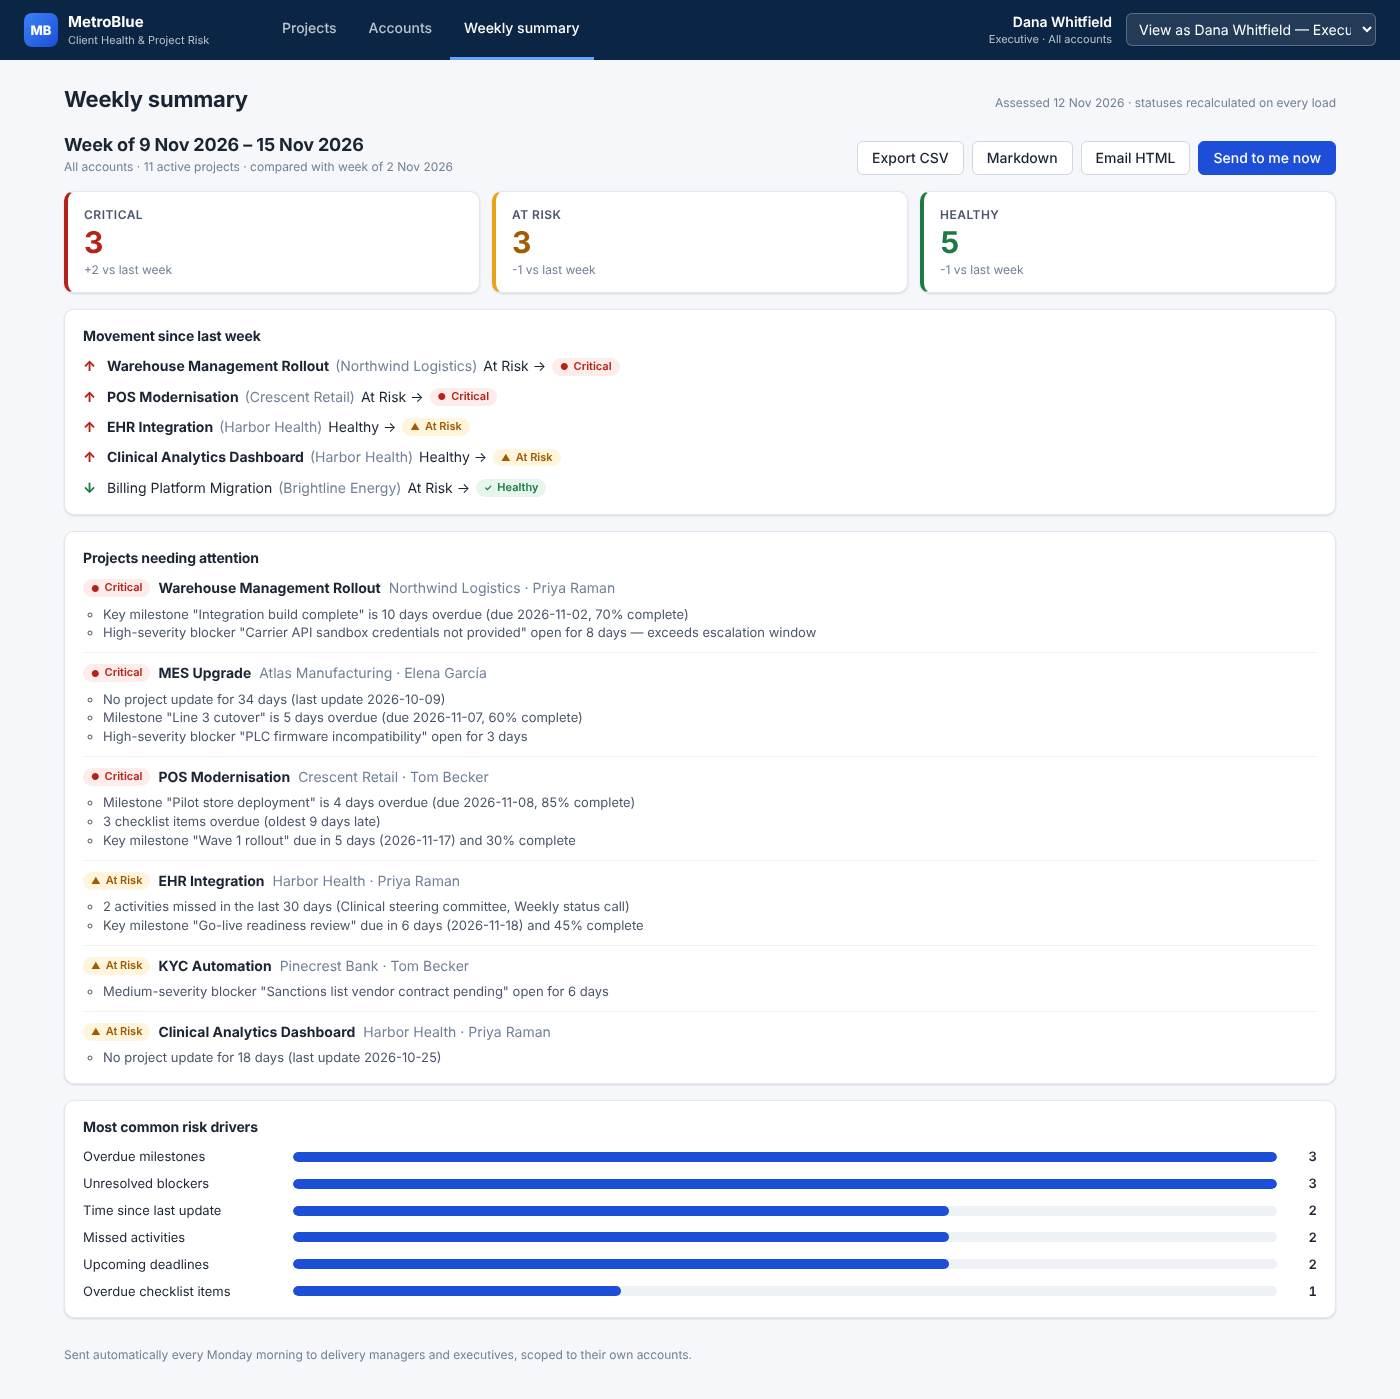 MB
MetroBlue
Client Health & Project Risk
Projects
Accounts
Weekly summary
Dana Whitfield
Executive · All accounts
View as Dana Whitfield — Execu
Weekly summary
Assessed 12 Nov 2026 · statuses recalculated on every load
Week of 9 Nov 2026 – 15 Nov 2026
All accounts · 11 active projects · compared with week of 2 Nov 2026
Export CSV
Markdown
Email HTML
Send to me now
CRITICAL
3
+2 vs last week
AT RISK
3
-1 vs last week
HEALTHY
5
-1 vs last week
Movement since last week
↑ Warehouse Management Rollout (Northwind Logistics) At Risk → ● Critical
↑ POS Modernisation (Crescent Retail) At Risk → ● Critical
↑ EHR Integration (Harbor Health) Healthy → ▲ At Risk
↑ Clinical Analytics Dashboard (Harbor Health) Healthy → ▲ At Risk
↓ Billing Platform Migration (Brightline Energy) At Risk → ✓ Healthy
Projects needing attention
● Critical Warehouse Management Rollout Northwind Logistics · Priya Raman
Key milestone "Integration build complete" is 10 days overdue (due 2026-11-02, 70% complete)
High-severity blocker "Carrier API sandbox credentials not provided" open for 8 days — exceeds escalation window
● Critical MES Upgrade Atlas Manufacturing · Elena García
No project update for 34 days (last update 2026-10-09)
Milestone "Line 3 cutover" is 5 days overdue (due 2026-11-07, 60% complete)
High-severity blocker "PLC firmware incompatibility" open for 3 days
● Critical POS Modernisation Crescent Retail · Tom Becker
Milestone "Pilot store deployment" is 4 days overdue (due 2026-11-08, 85% complete)
3 checklist items overdue (oldest 9 days late)
Key milestone "Wave 1 rollout" due in 5 days (2026-11-17) and 30% complete
▲ At Risk EHR Integration Harbor Health · Priya Raman
2 activities missed in the last 30 days (Clinical steering committee, Weekly status call)
Key milestone "Go-live readiness review" due in 6 days (2026-11-18) and 45% complete
▲ At Risk KYC Automation Pinecrest Bank · Tom Becker
Medium-severity blocker "Sanctions list vendor contract pending" open for 6 days
▲ At Risk Clinical Analytics Dashboard Harbor Health · Priya Raman
No project update for 18 days (last update 2026-10-25)
Most common risk drivers
Overdue milestones 3
Unresolved blockers 3
Time since last update 2
Missed activities 2
Upcoming deadlines 2
Overdue checklist items 1
Sent automatically every Monday morning to delivery managers and executives, scoped to their own accounts.